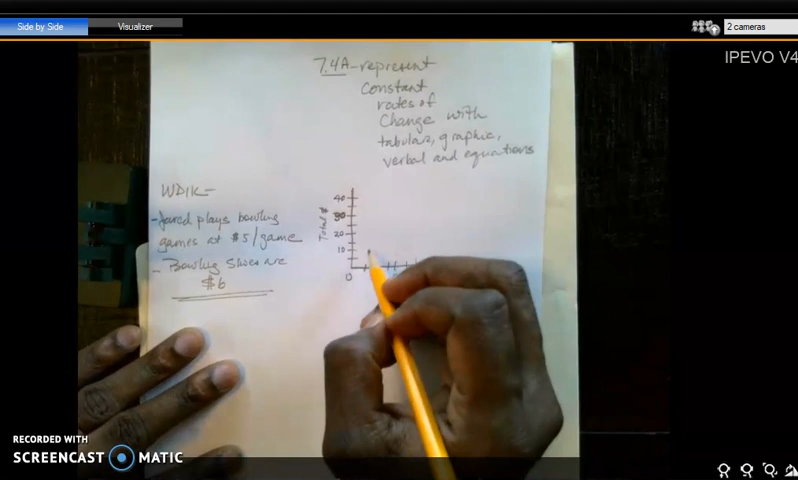 Side by Side
Visualizer
2 cameras
IPEVO V4
7.4A - represent
Constant
rates of
Change with
tabular, graphic,
verbal and equations
WDIK-
- Jared plays bowling
games at $5/game
- Bowling Shoes are
$6
Total $
40
30
20
10
0
RECORDED WITH
SCREENCAST MATIC